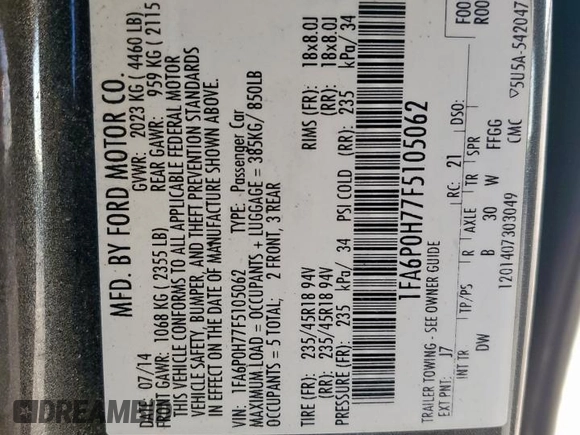 MFD. BY FORD MOTOR CO.
DATE: 07/14 GVWR: 2023 KG ( 4460 LB)
FRONT GAWR: 1068 KG ( 2355 LB) REAR GAWR: 959 KG ( 2115
THIS VEHICLE CONFORMS TO ALL APPLICABLE FEDERAL MOTOR
VEHICLE SAFETY, BUMPER, AND THEFT PREVENTION STANDARDS
IN EFFECT ON THE DATE OF MANUFACTURE SHOWN ABOVE.
VIN: 1FA6P0H77F5105062 TYPE: Passenger Car
MAXIMUM LOAD = OCCUPANTS + LUGGAGE = 385KG/ 850LB
OCCUPANTS = 5 TOTAL; 2 FRONT, 3 REAR
TIRE (FR): 235/45R18 94V RIMS (FR): 18x8.0J
(RR): 235/45R18 94V (RR): 18x8.0J
PRESSURE (FR): 235 kPa/ 34 PSI COLD (RR): 235 kPa/ 34
1FA6P0H77F5105062
TRAILER TOWING - SEE OWNER GUIDE
EXT PNT: J7 RC: 21 DSO: F00
R00
INT TR TP/PS R AXLE TR SPR
DW B 30 W FFGG
1201407303049 CMC ▽5U5A-542047